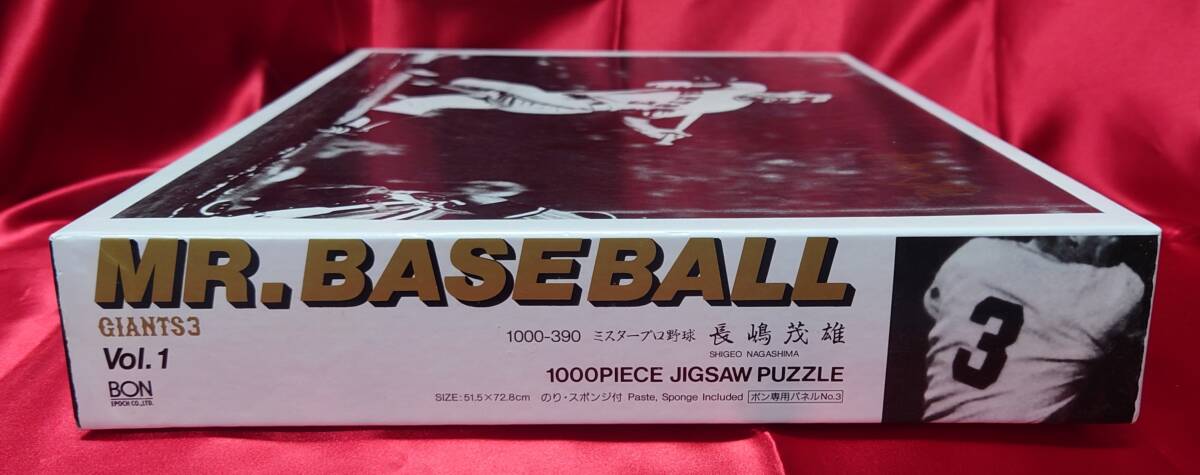 MR. BASEBALL
GIANTS3
Vol. 1
BON
EPOCH CO., LTD.
1000-390 ミスタープロ野球 長嶋茂雄
SHIGEO NAGASHIMA
1000PIECE JIGSAW PUZZLE
SIZE:51.5×72.8cm のり・スポンジ付 Paste, Sponge Included ボン専用パネルNo.3
3